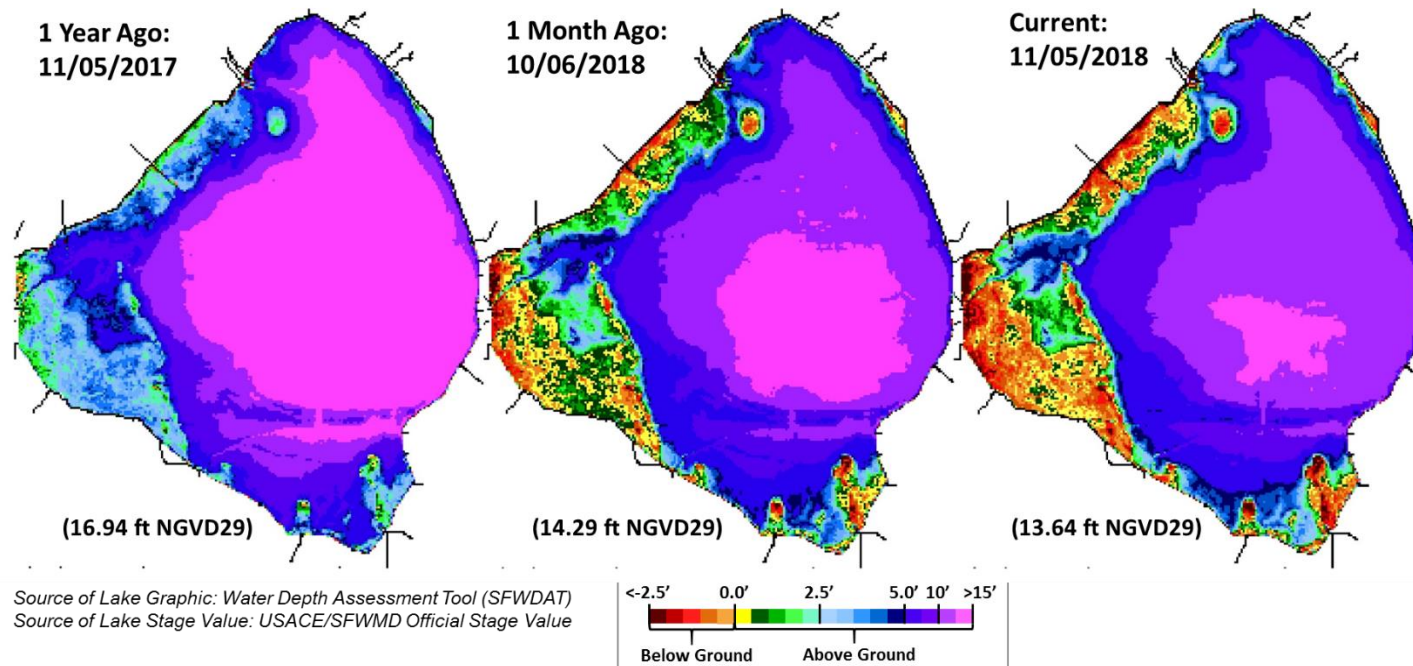 1 Year Ago:
11/05/2017
1 Month Ago:
10/06/2018
Current:
11/05/2018
(16.94 ft NGVD29)
(14.29 ft NGVD29)
(13.64 ft NGVD29)
Source of Lake Graphic: Water Depth Assessment Tool (SFWDAT)
Source of Lake Stage Value: USACE/SFWMD Official Stage Value
<-2.5' 0.0' 2.5' 5.0' 10' >15'
Below Ground Above Ground